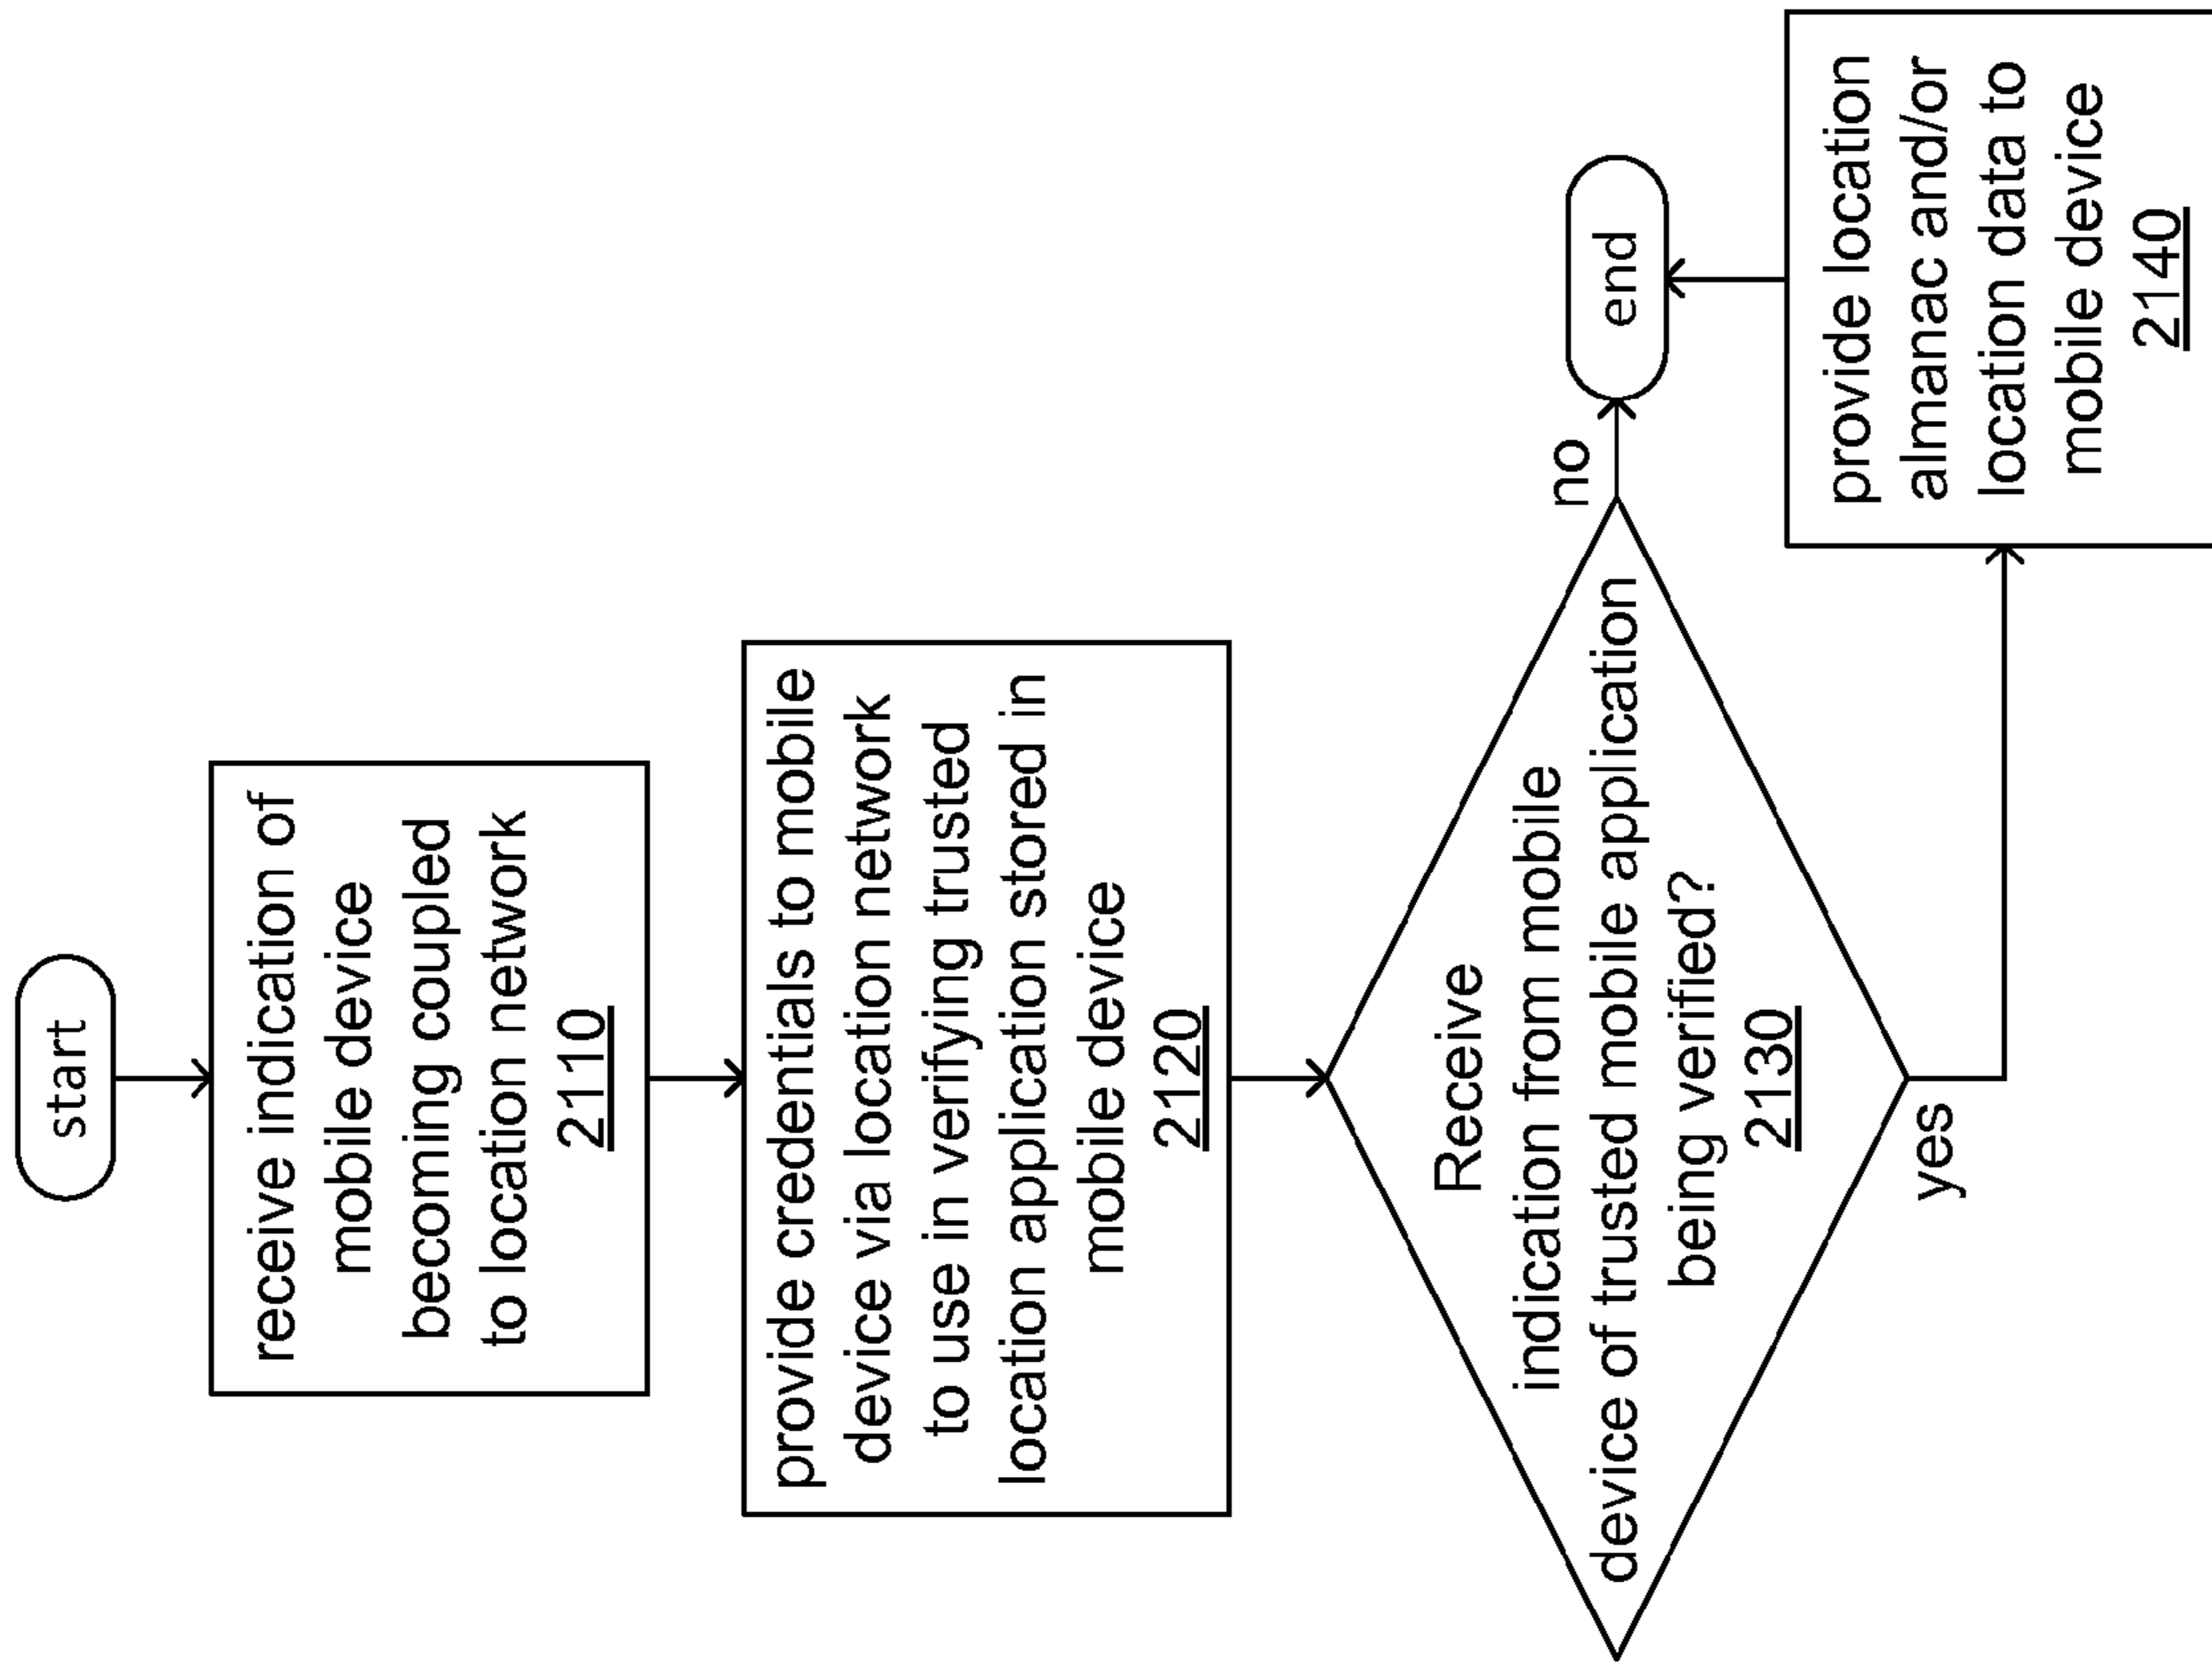 start
receive indication of
mobile device
becoming coupled
to location network
2110
provide credentials to mobile
device via location network
to use in verifying trusted
location application stored in
mobile device
2120
Receive
indication from mobile
device of trusted mobile application
being verified?
2130
no
end
yes
provide location
almanac and/or
location data to
mobile device
2140